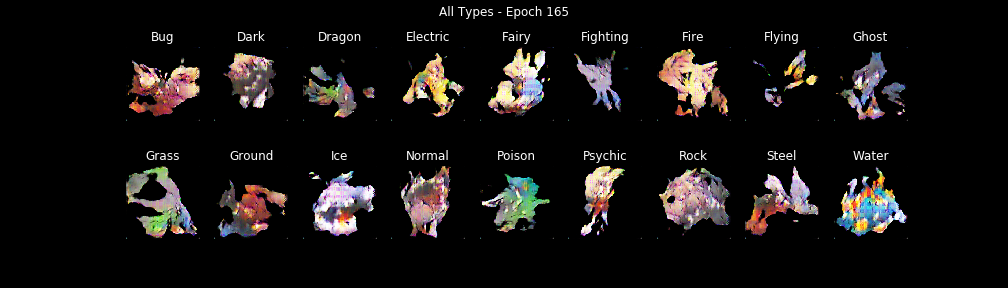 All Types - Epoch 165
Bug Dark Dragon Electric Fairy Fighting Fire Flying Ghost
Grass Ground Ice Normal Poison Psychic Rock Steel Water